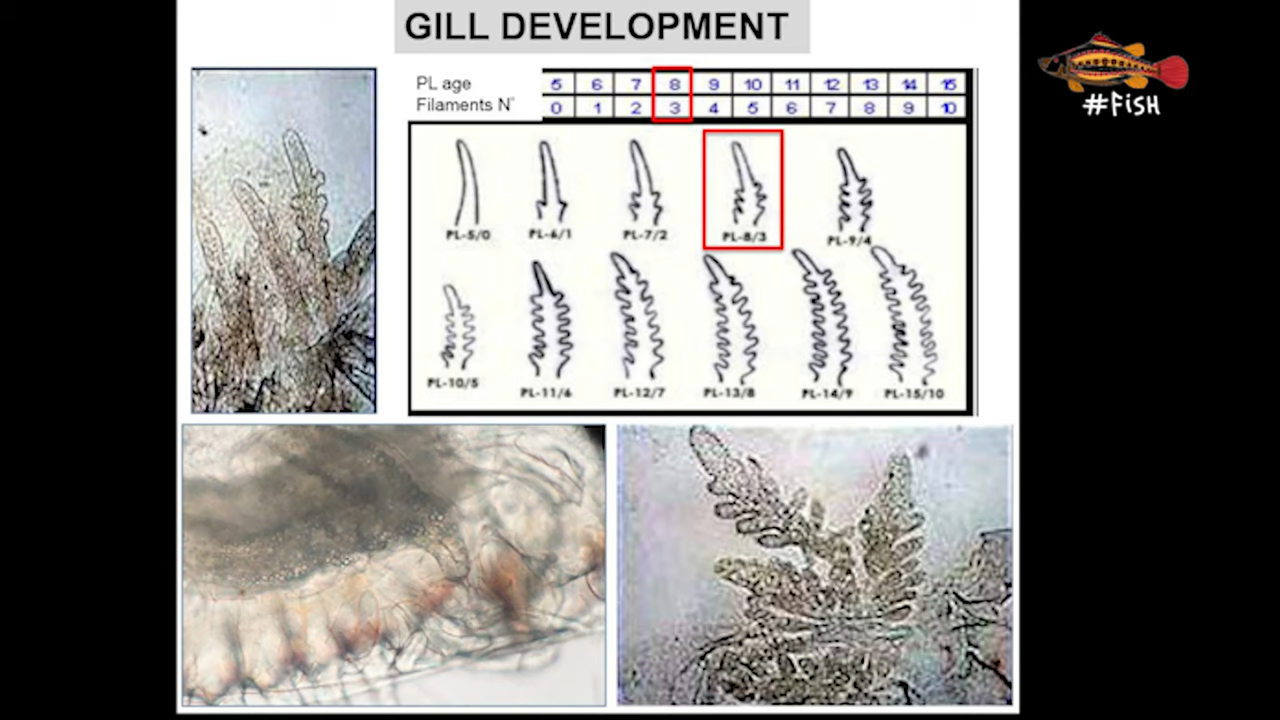 GILL DEVELOPMENT
#FiSH
PL age 5 6 7 8 9 10 11 12 13 14 15
Filaments N° 0 1 2 3 4 5 6 7 8 9 10
PL-5/0 PL-6/1 PL-7/2 PL-8/3 PL-9/4
PL-10/5 PL-11/6 PL-12/7 PL-13/8 PL-14/9 PL-15/10